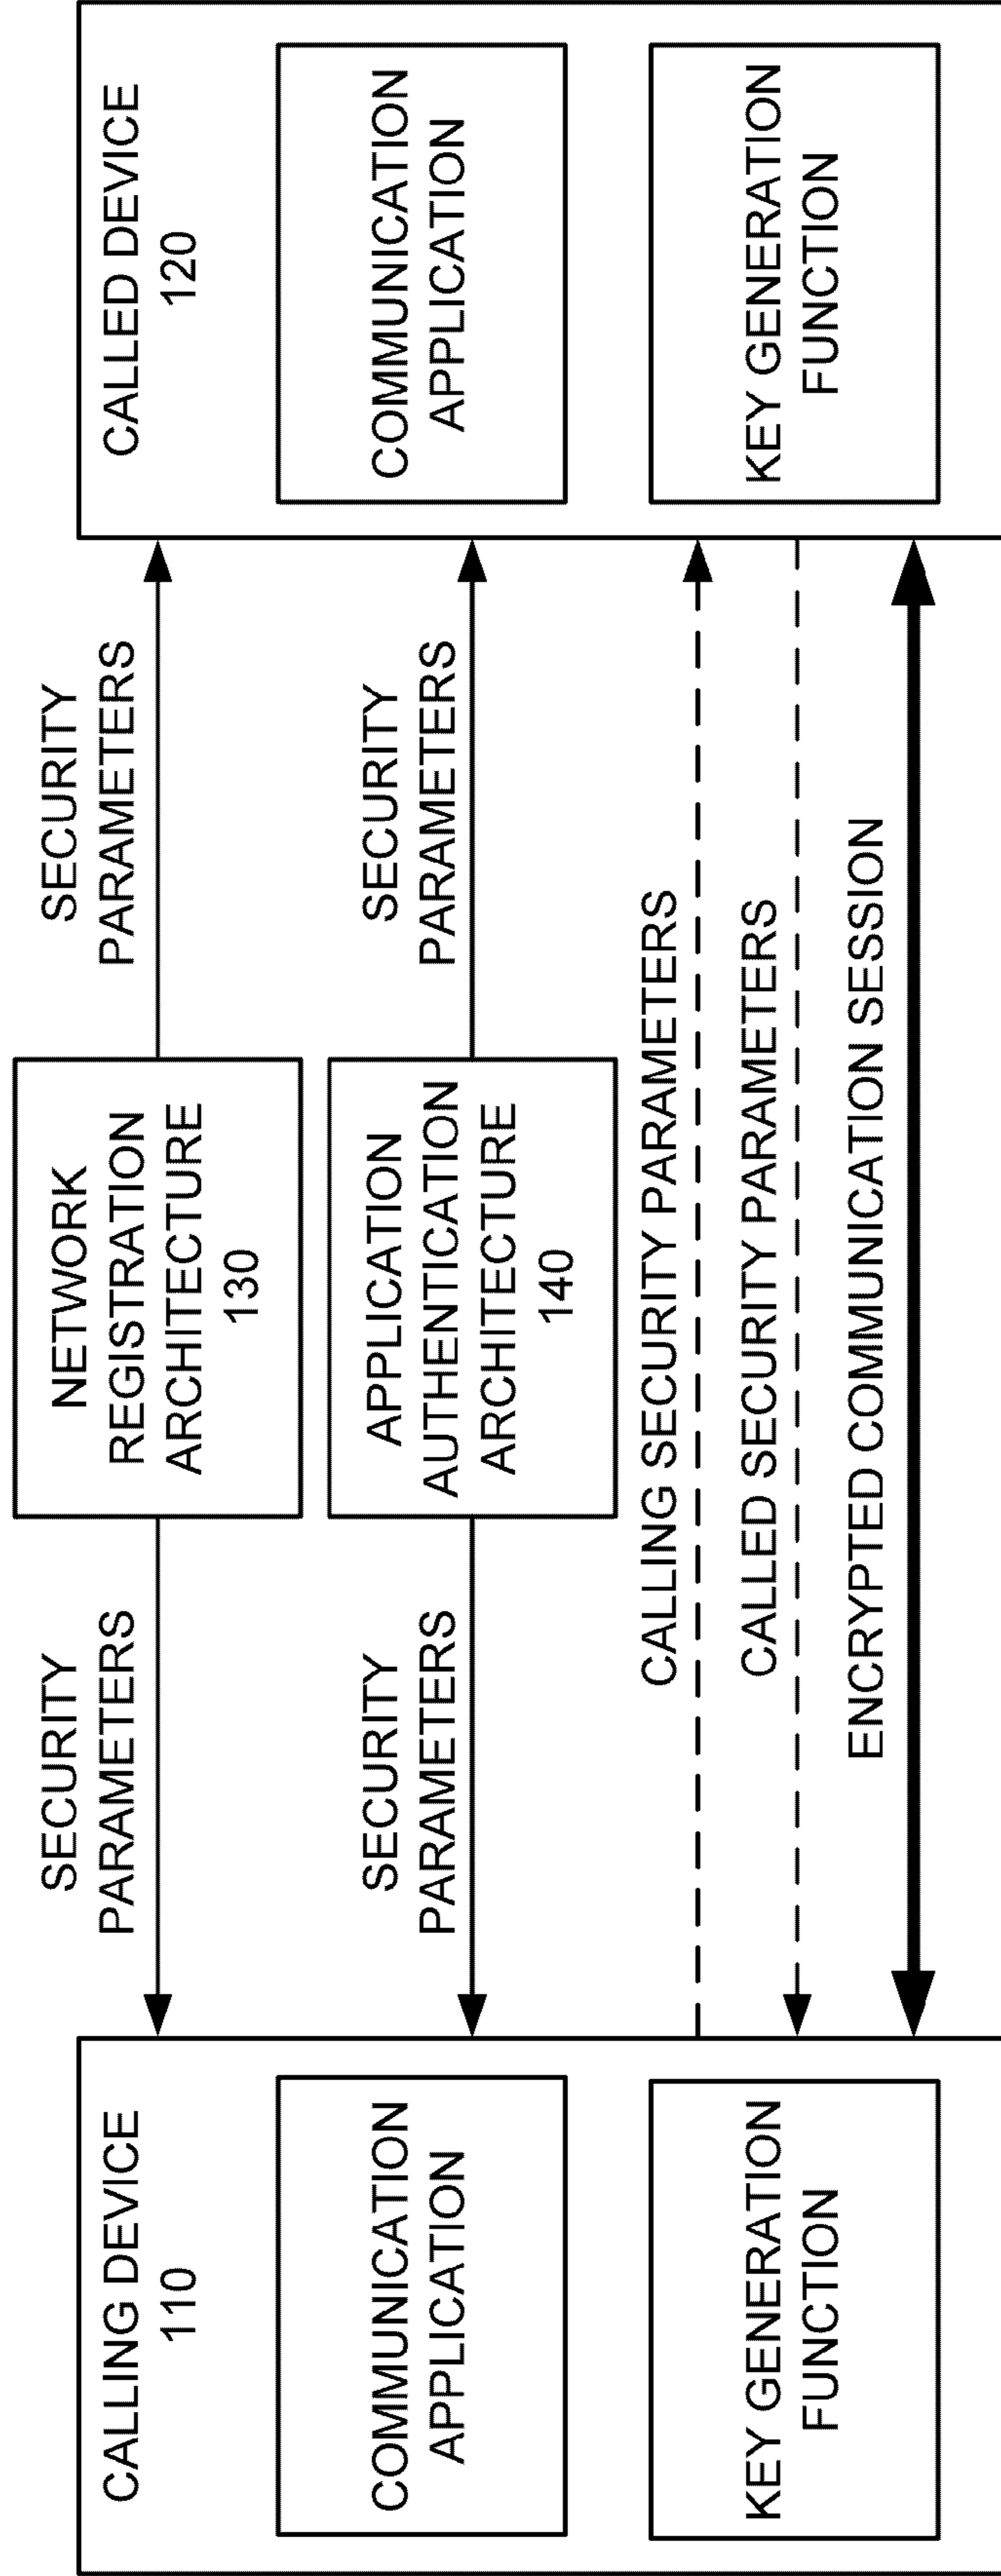 CALLING DEVICE
110
COMMUNICATION
APPLICATION
KEY GENERATION
FUNCTION
SECURITY
PARAMETERS
SECURITY
PARAMETERS
NETWORK
REGISTRATION
ARCHITECTURE
130
APPLICATION
AUTHENTICATION
ARCHITECTURE
140
SECURITY
PARAMETERS
SECURITY
PARAMETERS
CALLING SECURITY PARAMETERS
CALLED SECURITY PARAMETERS
ENCRYPTED COMMUNICATION SESSION
CALLED DEVICE
120
COMMUNICATION
APPLICATION
KEY GENERATION
FUNCTION